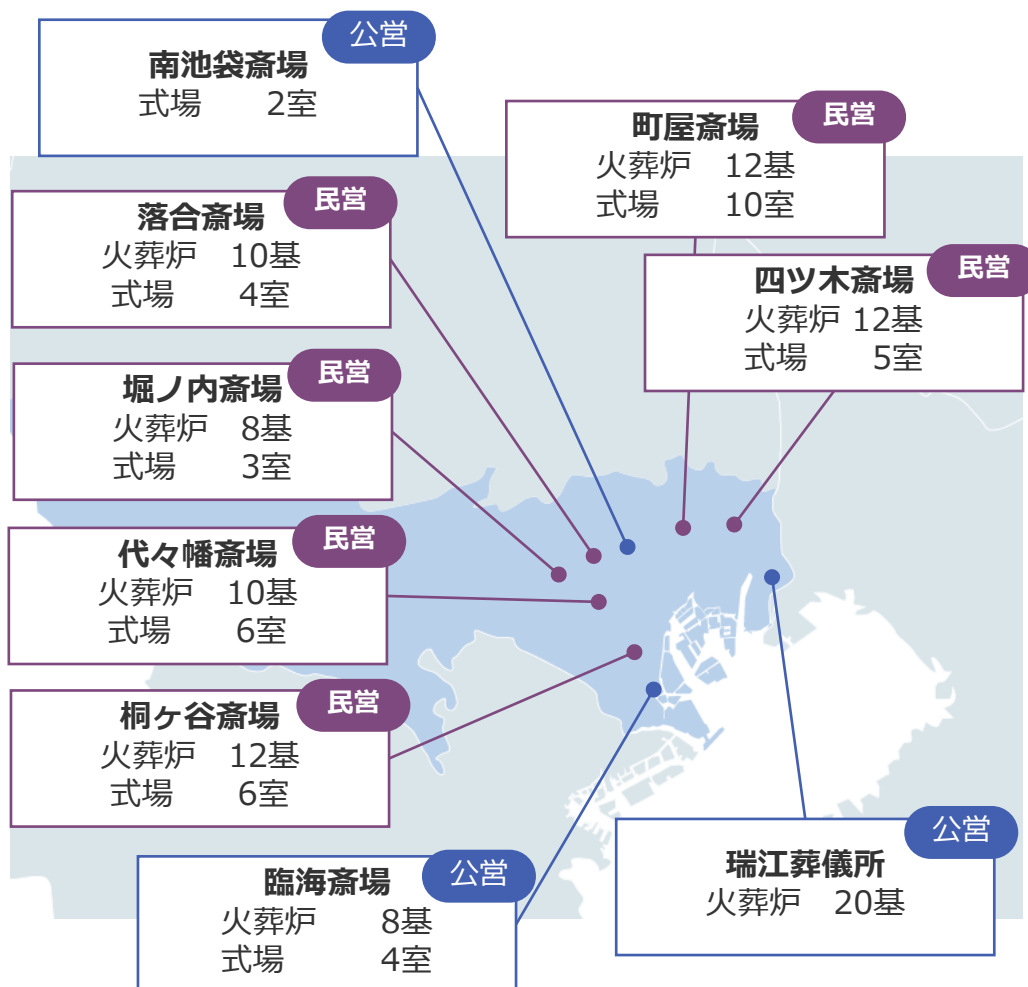 公営
南池袋斎場
式場 2室
民営
町屋斎場
火葬炉 12基
式場 10室
民営
落合斎場
火葬炉 10基
式場 4室
民営
四ツ木斎場
火葬炉 12基
式場 5室
民営
堀ノ内斎場
火葬炉 8基
式場 3室
民営
代々幡斎場
火葬炉 10基
式場 6室
民営
桐ヶ谷斎場
火葬炉 12基
式場 6室
公営
臨海斎場
火葬炉 8基
式場 4室
公営
瑞江葬儀所
火葬炉 20基